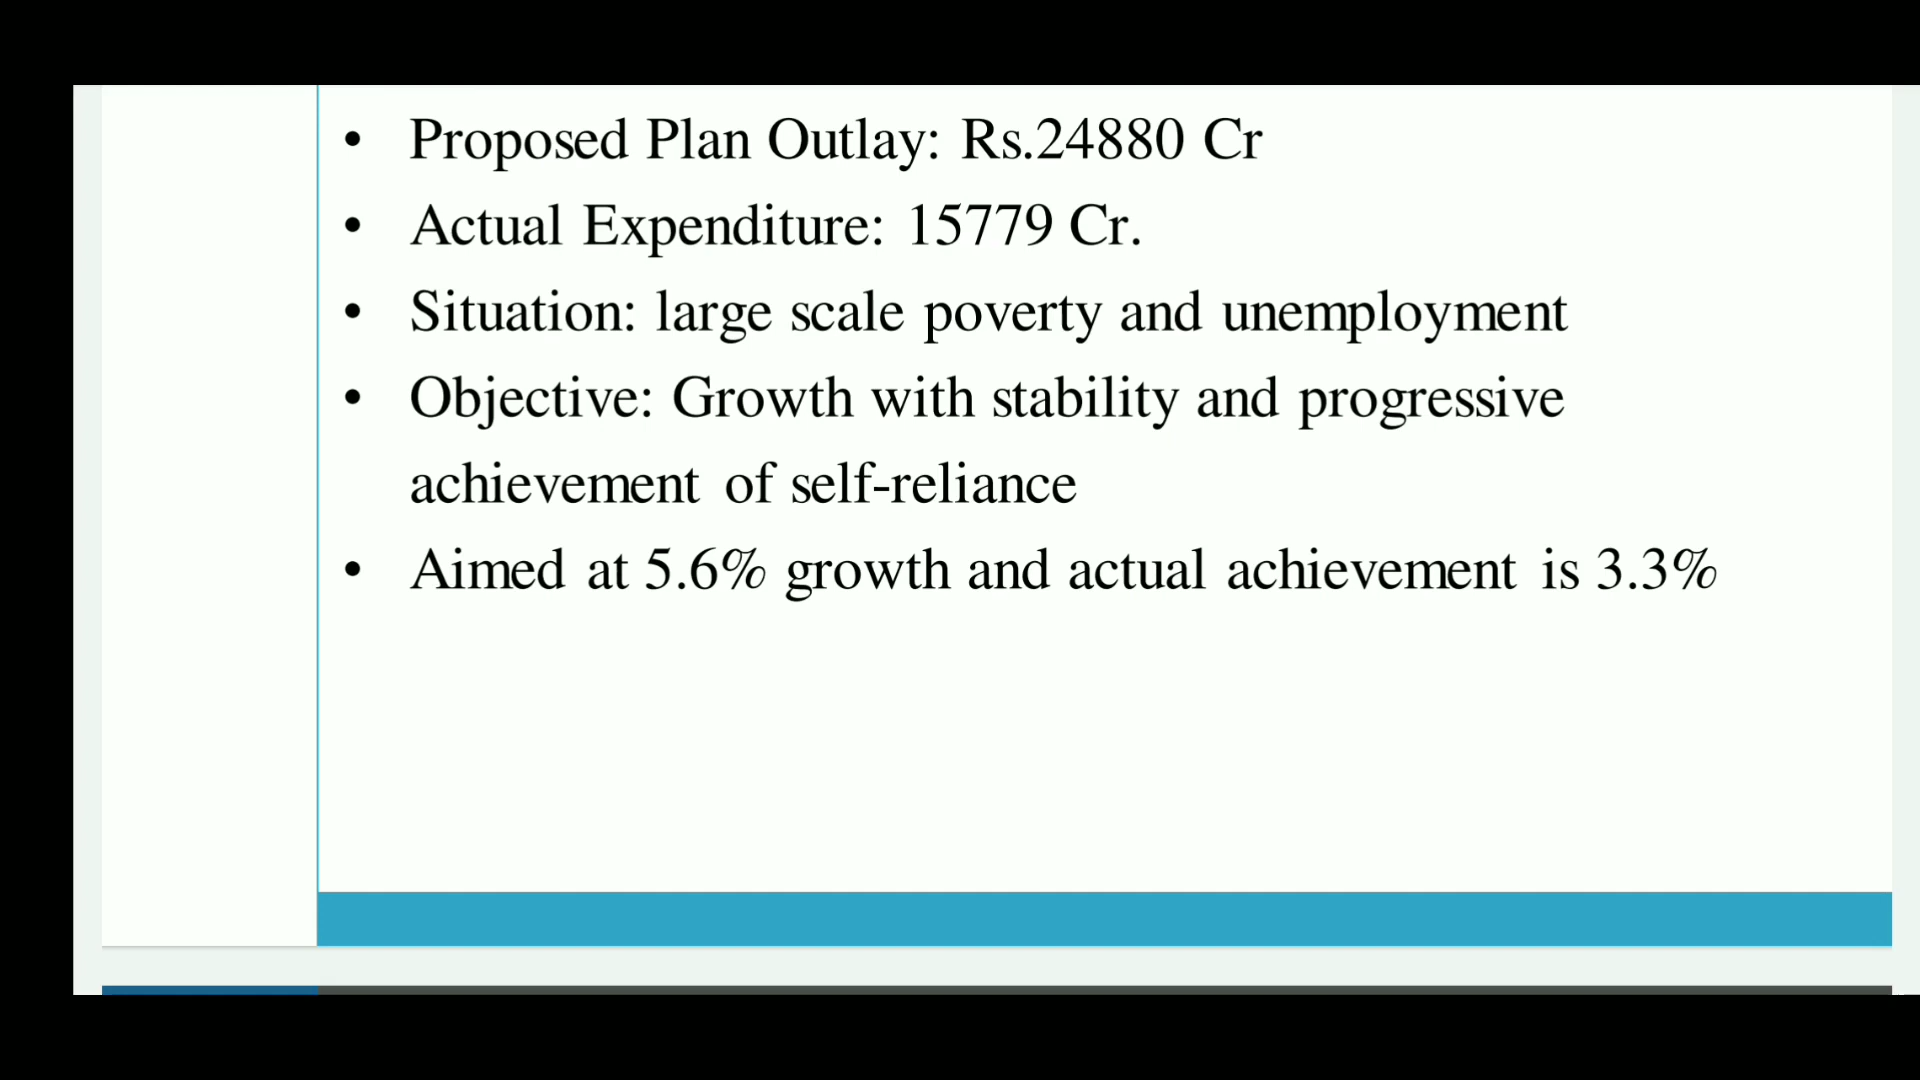 • Proposed Plan Outlay: Rs.24880 Cr
• Actual Expenditure: 15779 Cr.
• Situation: large scale poverty and unemployment
• Objective: Growth with stability and progressive
achievement of self-reliance
• Aimed at 5.6% growth and actual achievement is 3.3%